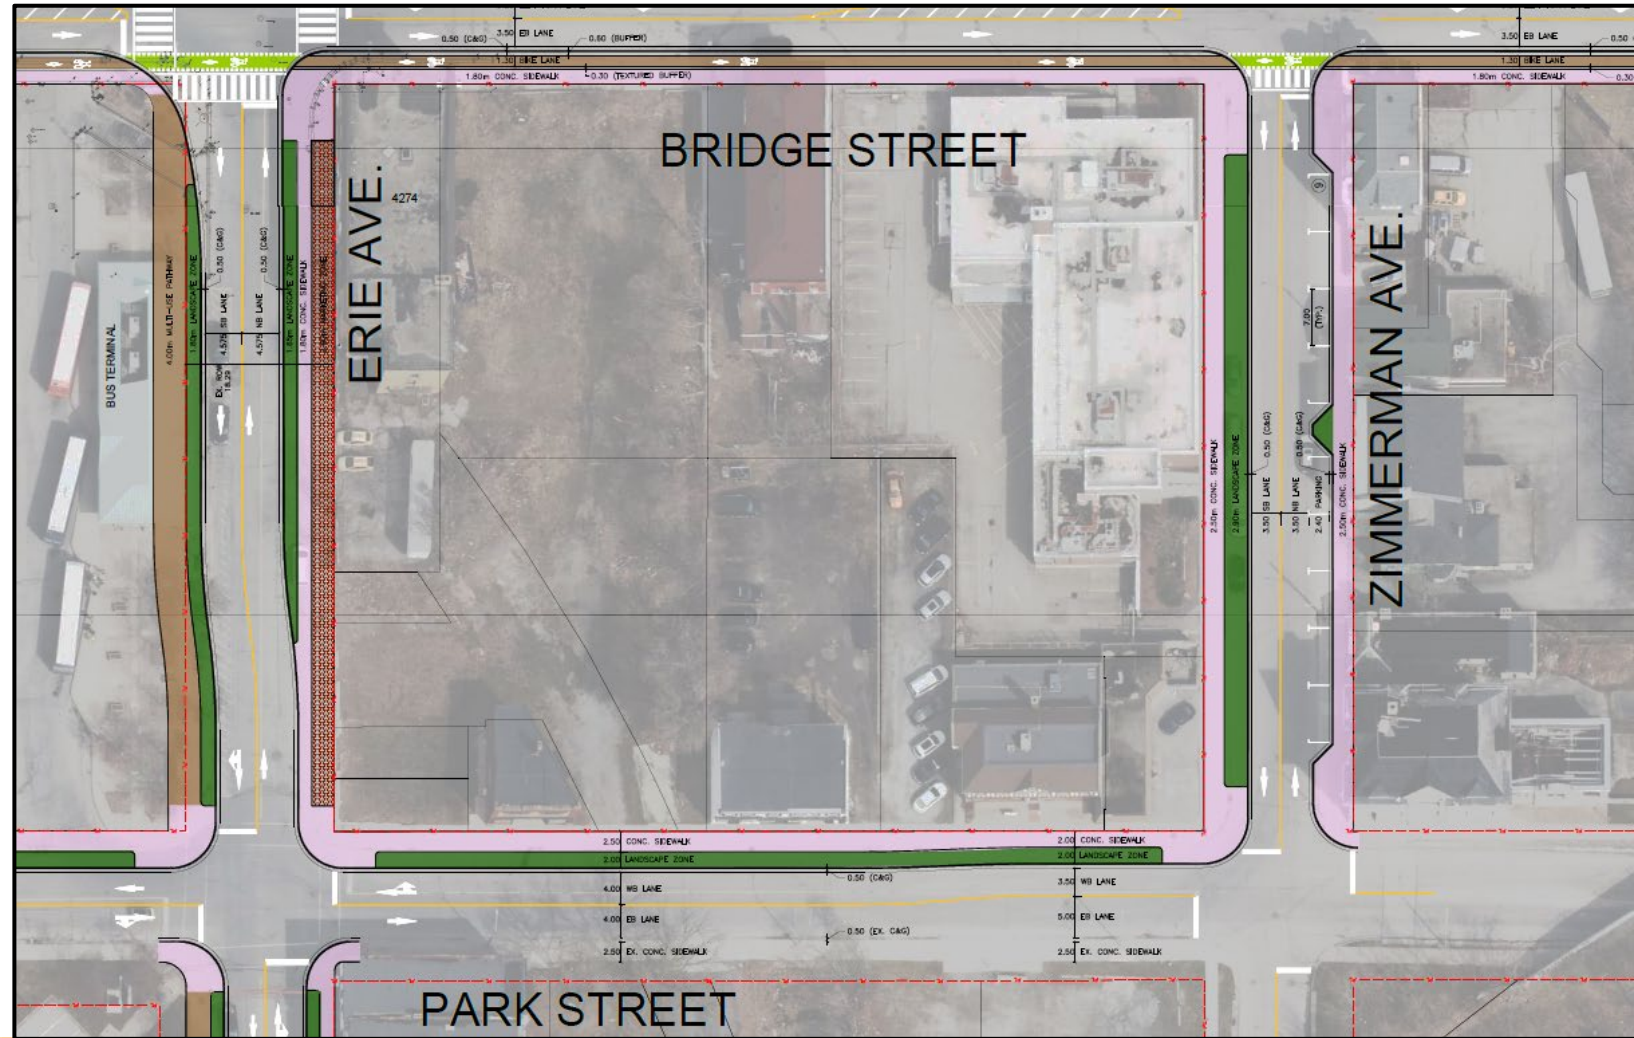 3.50 EB LANE
0.50 (C&G)
0.60 (BUFFER)
1.30 BIKE LANE
1.80m CONC. SIDEWALK
0.30 (TEXTURED BUFFER)
3.50 EB LANE
0.50
1.30 BIKE LANE
1.80m CONC. SIDEWALK
0.30
BRIDGE STREET
ERIE AVE.
4274
ZIMMERMAN AVE.
9
BUS TERMINAL
4.00m MULTI-USE PATHWAY
1.80m LANDSCAPE ZONE
0.50 (C&G)
4.575 SB LANE
EX. ROW
18.29
0.50 (C&G)
4.575 NB LANE
1.80m LANDSCAPE ZONE
1.80m CONC. SIDEWALK
2.50m CONC. SIDEWALK
2.80m LANDSCAPE ZONE
0.50 (C&G)
3.50 SB LANE
0.50 (C&G)
3.50 NB LANE
2.40 PARKING
7.00
(TYP.)
2.50m CONC. SIDEWALK
2.50 CONC. SIDEWALK
2.00 LANDSCAPE ZONE
4.00 WB LANE
4.00 EB LANE
2.50 EX. CONC. SIDEWALK
0.50 (C&G)
0.50 (EX. C&G)
2.00 CONC. SIDEWALK
2.00 LANDSCAPE ZONE
3.50 WB LANE
5.00 EB LANE
2.50 EX. CONC. SIDEWALK
PARK STREET